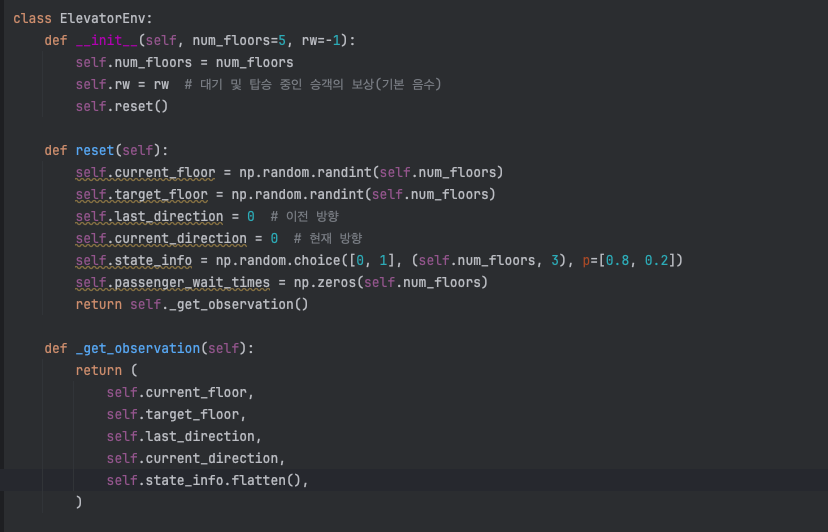 class ElevatorEnv:
    def __init__(self, num_floors=5, rw=-1):
        self.num_floors = num_floors
        self.rw = rw  # 대기 및 탑승 중인 승객의 보상(기본 음수)
        self.reset()

    def reset(self):
        self.current_floor = np.random.randint(self.num_floors)
        self.target_floor = np.random.randint(self.num_floors)
        self.last_direction = 0  # 이전 방향
        self.current_direction = 0  # 현재 방향
        self.state_info = np.random.choice([0, 1], (self.num_floors, 3), p=[0.8, 0.2])
        self.passenger_wait_times = np.zeros(self.num_floors)
        return self._get_observation()

    def _get_observation(self):
        return (
            self.current_floor,
            self.target_floor,
            self.last_direction,
            self.current_direction,
            self.state_info.flatten(),
        )